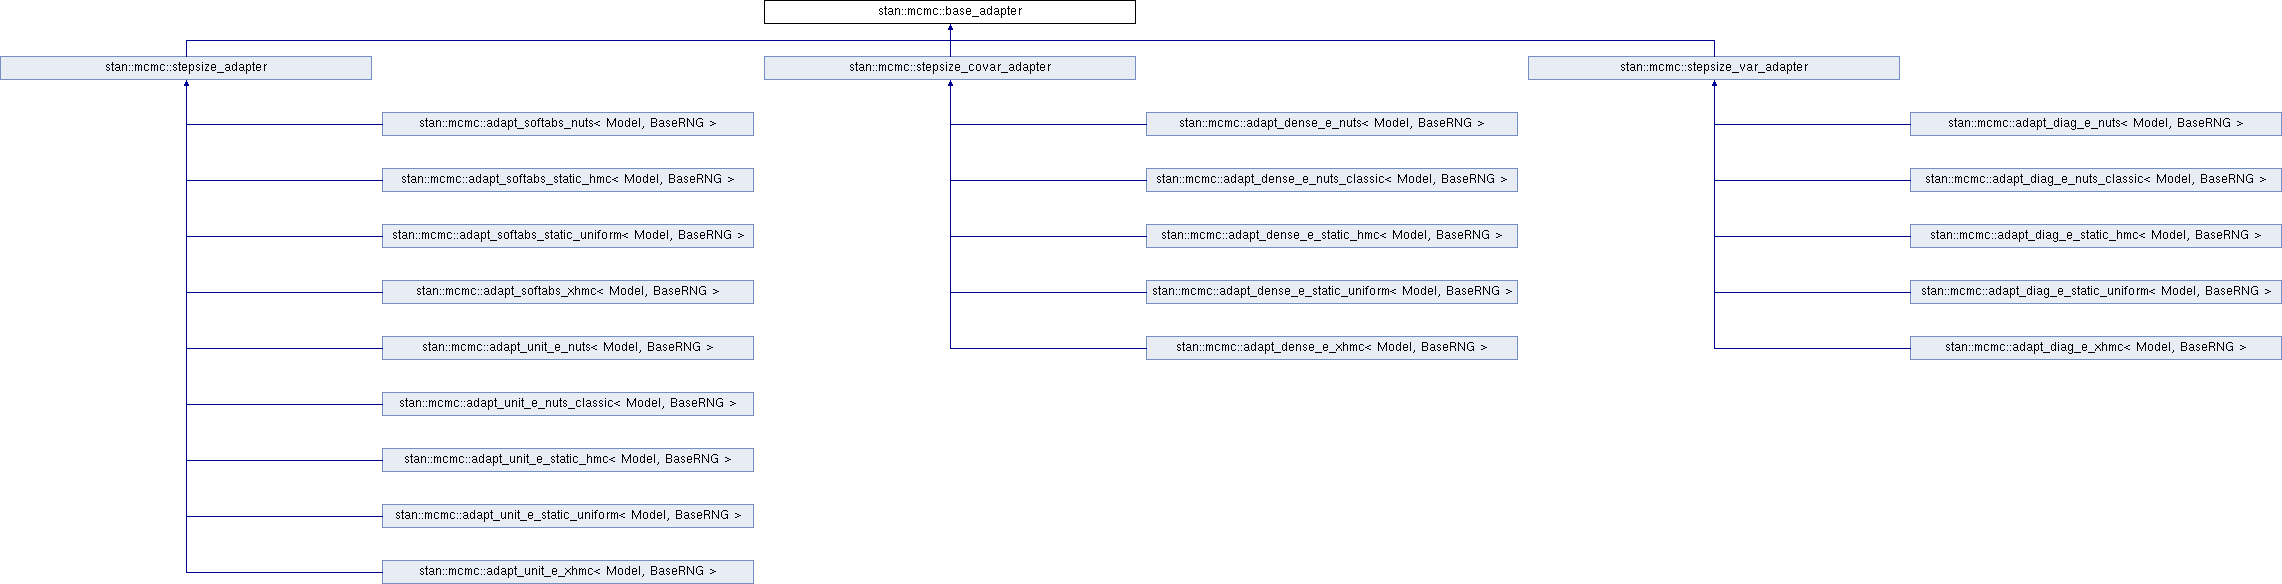 stan::mcmc::base_adapter
stan::mcmc::stepsize_adapter
stan::mcmc::stepsize_covar_adapter
stan::mcmc::stepsize_var_adapter
stan::mcmc::adapt_softabs_nuts< Model, BaseRNG >
stan::mcmc::adapt_dense_e_nuts< Model, BaseRNG >
stan::mcmc::adapt_diag_e_nuts< Model, BaseRNG >
stan::mcmc::adapt_softabs_static_hmc< Model, BaseRNG >
stan::mcmc::adapt_dense_e_nuts_classic< Model, BaseRNG >
stan::mcmc::adapt_diag_e_nuts_classic< Model, BaseRNG >
stan::mcmc::adapt_softabs_static_uniform< Model, BaseRNG >
stan::mcmc::adapt_dense_e_static_hmc< Model, BaseRNG >
stan::mcmc::adapt_diag_e_static_hmc< Model, BaseRNG >
stan::mcmc::adapt_softabs_xhmc< Model, BaseRNG >
stan::mcmc::adapt_dense_e_static_uniform< Model, BaseRNG >
stan::mcmc::adapt_diag_e_static_uniform< Model, BaseRNG >
stan::mcmc::adapt_unit_e_nuts< Model, BaseRNG >
stan::mcmc::adapt_dense_e_xhmc< Model, BaseRNG >
stan::mcmc::adapt_diag_e_xhmc< Model, BaseRNG >
stan::mcmc::adapt_unit_e_nuts_classic< Model, BaseRNG >
stan::mcmc::adapt_unit_e_static_hmc< Model, BaseRNG >
stan::mcmc::adapt_unit_e_static_uniform< Model, BaseRNG >
stan::mcmc::adapt_unit_e_xhmc< Model, BaseRNG >